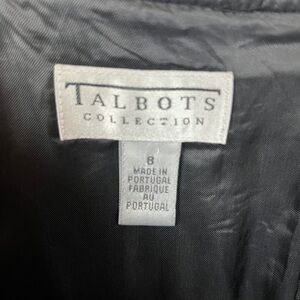 TALBOTS
COLLECTION
8
MADE IN
PORTUGAL
FABRIQUE
AU
PORTUGAL